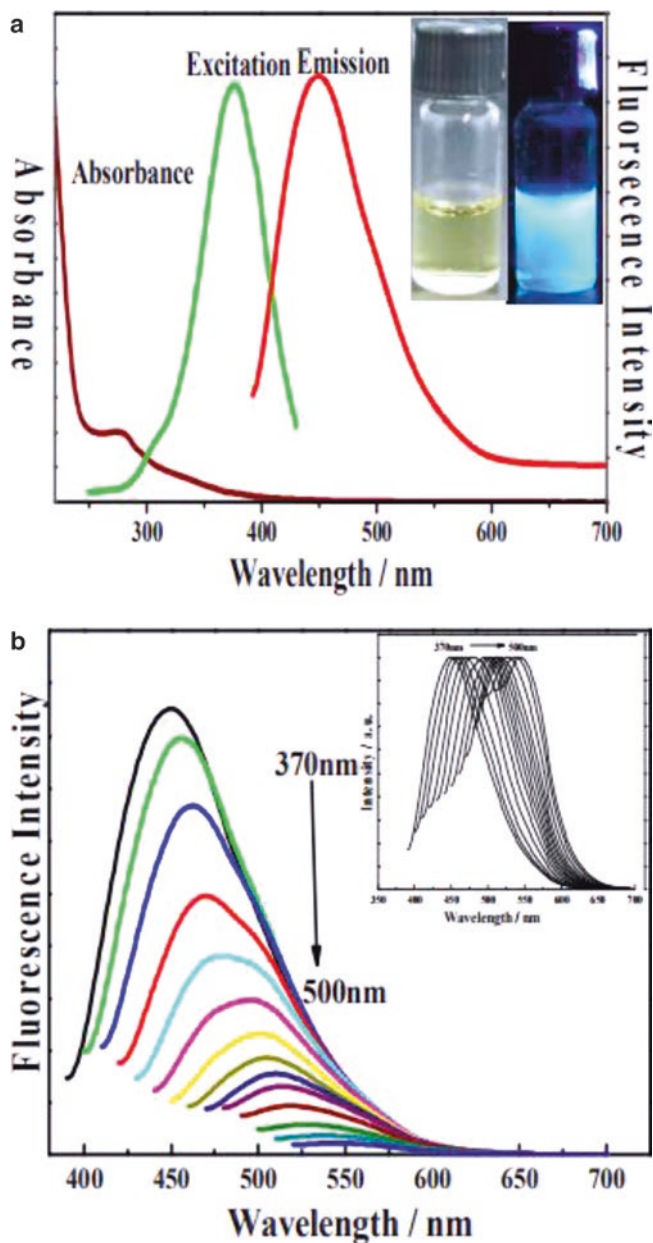 a
Excitation Emission
Absorbance
Absorbance
Fluorsecence Intensity
300 400 500 600 700
Wavelength / nm
b
370nm 500nm
Intensity / a. u.
350 400 450 500 550 600 650 700
Wavelength / nm
370nm
500nm
Fluorescence Intensity
400 450 500 550 600 650 700
Wavelength / nm